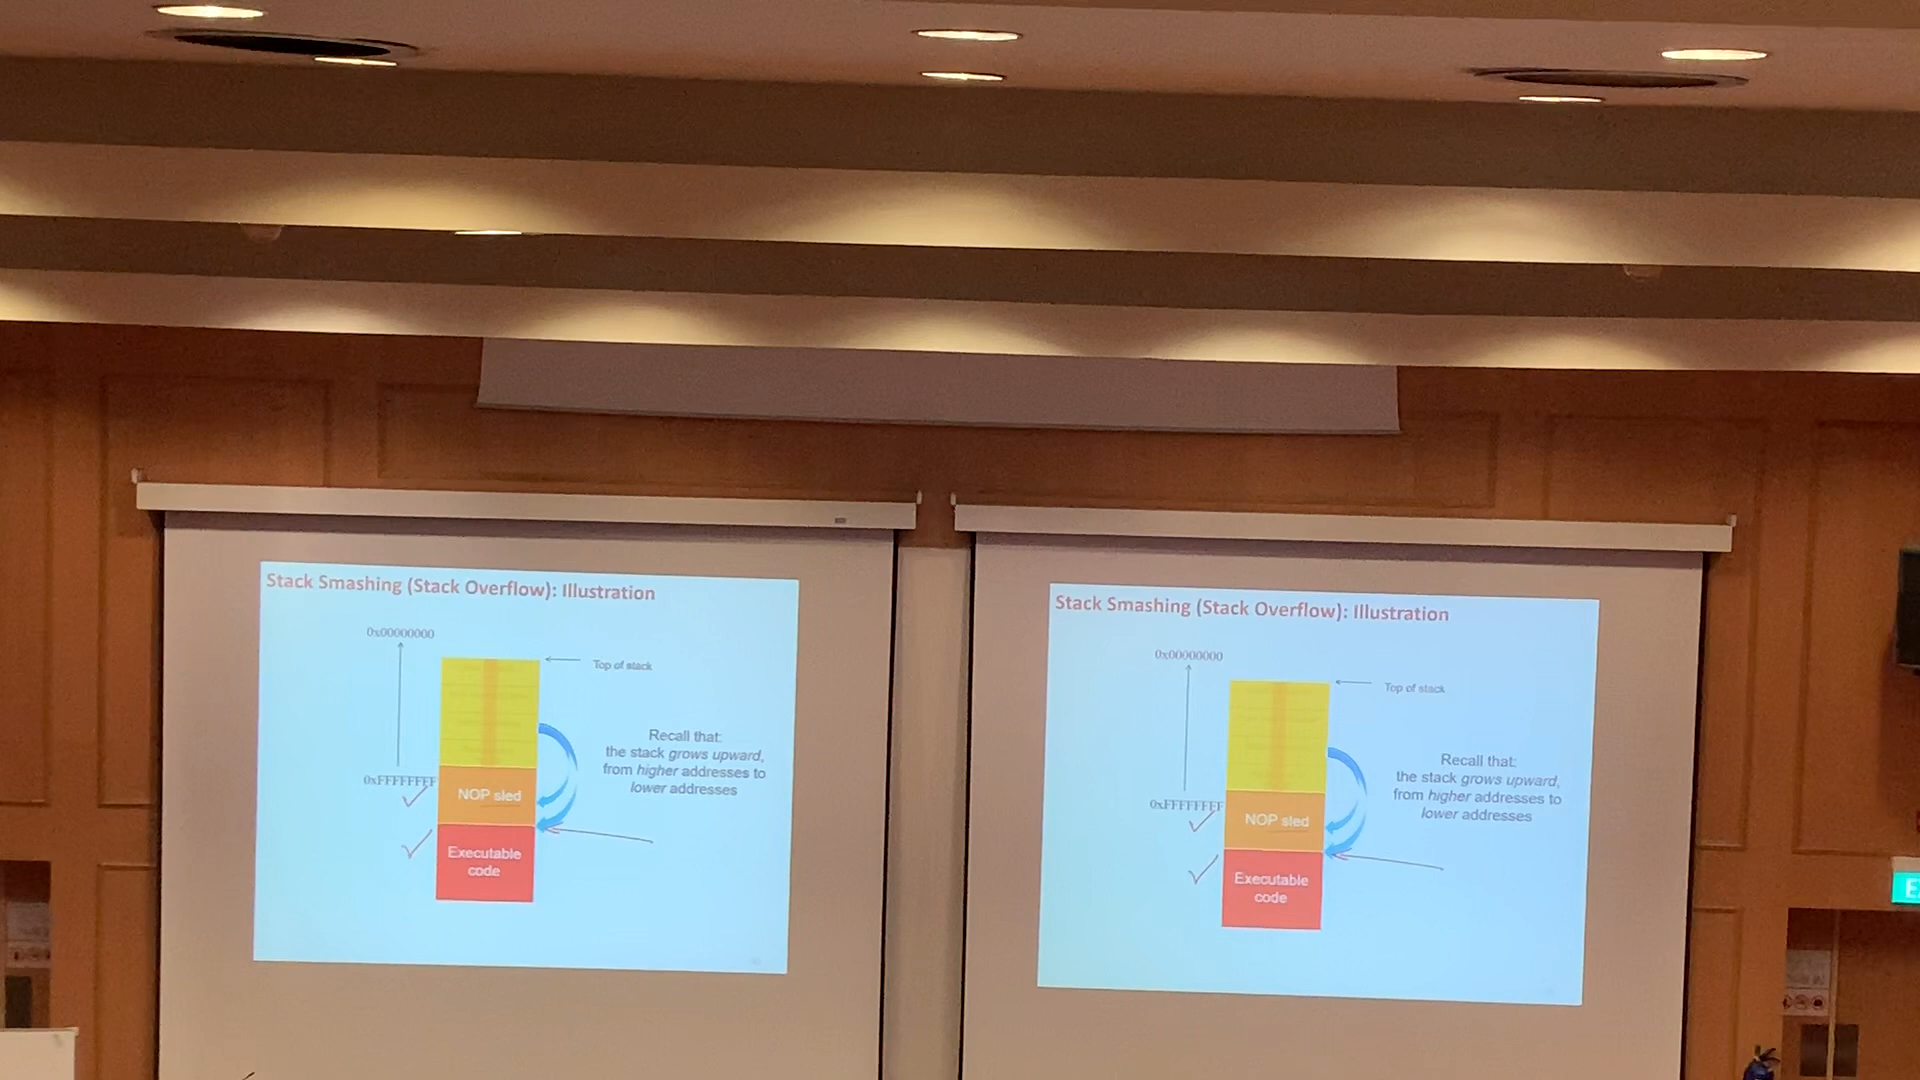 Stack Smashing (Stack Overflow): Illustration
0x00000000
Top of stack
Recall that:
the stack grows upward,
from higher addresses to
lower addresses
0xFFFFFFFF
NOP sled
Executable
code
Stack Smashing (Stack Overflow): Illustration
0x00000000
Top of stack
Recall that:
the stack grows upward,
from higher addresses to
lower addresses
0xFFFFFFFF
NOP sled
Executable
code